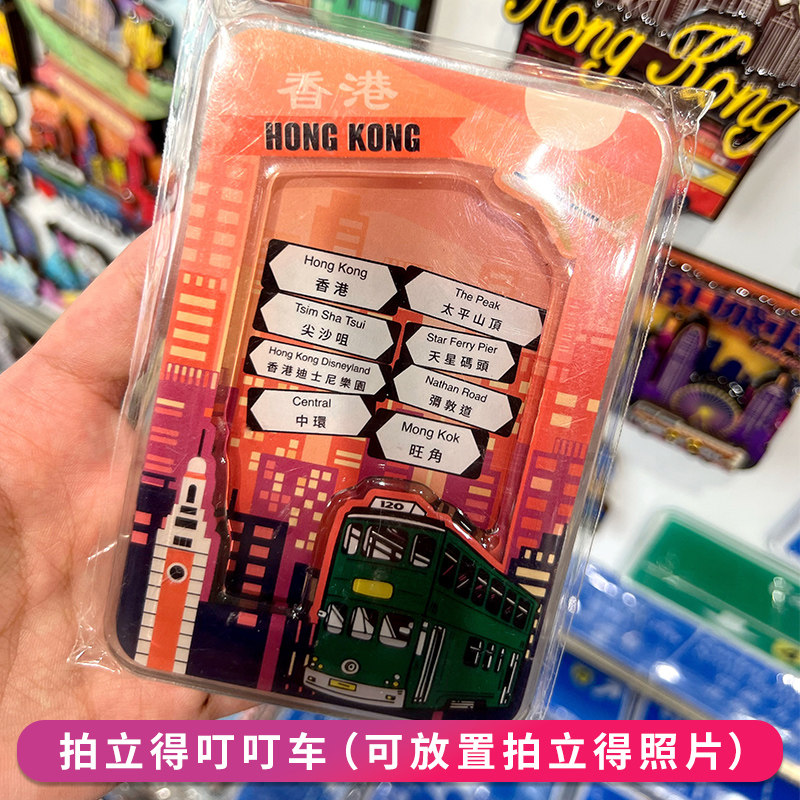 Hong Kong
香港
HONG KONG
Hong Kong
香港
The Peak
太平山頂
Tsim Sha Tsui
尖沙咀
Star Ferry Pier
天星碼頭
Hong Kong Disneyland
香港迪士尼樂園
Nathan Road
彌敦道
Central
中環
Mong Kok
旺角
120
拍立得叮叮车(可放置拍立得照片)